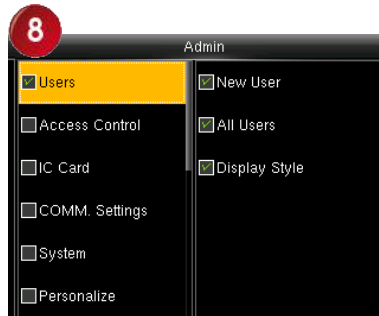 8
Admin
Users
New User
Access Control
All Users
IC Card
Display Style
COMM. Settings
System
Personalize